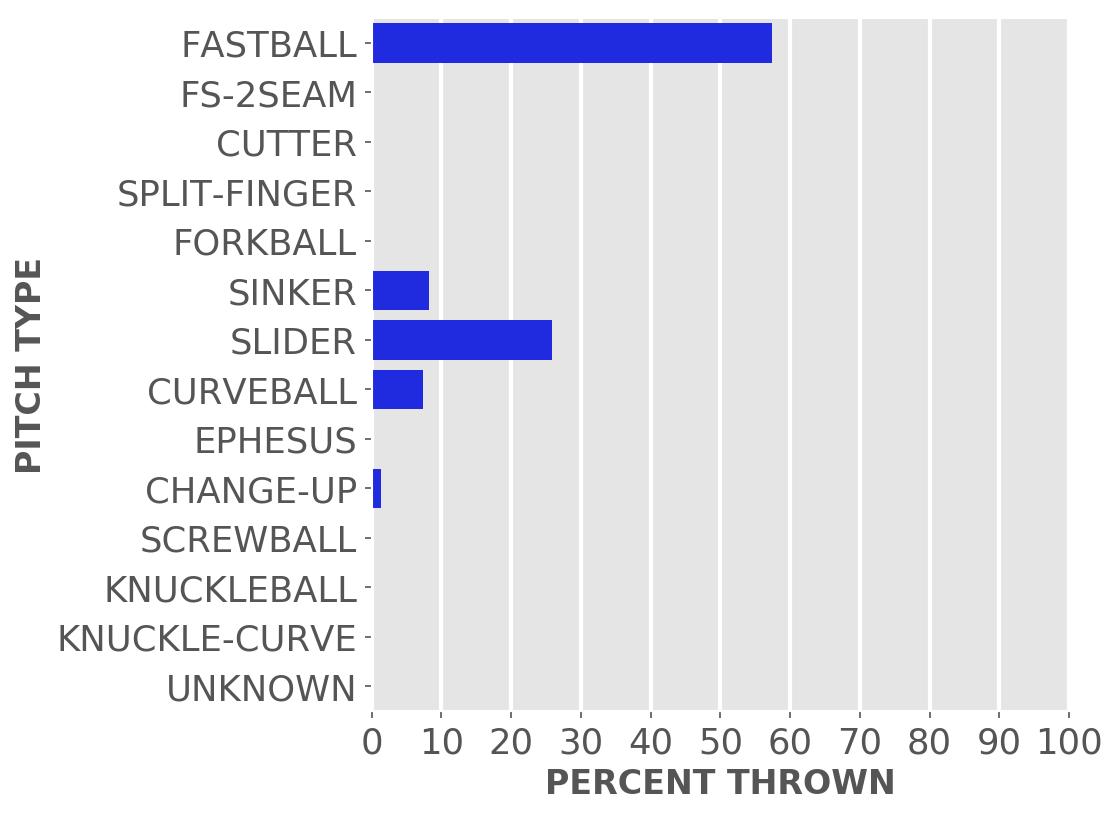 PITCH TYPE
FASTBALL
FS-2SEAM
CUTTER
SPLIT-FINGER
FORKBALL
SINKER
SLIDER
CURVEBALL
EPHESUS
CHANGE-UP
SCREWBALL
KNUCKLEBALL
KNUCKLE-CURVE
UNKNOWN
0 10 20 30 40 50 60 70 80 90 100
PERCENT THROWN